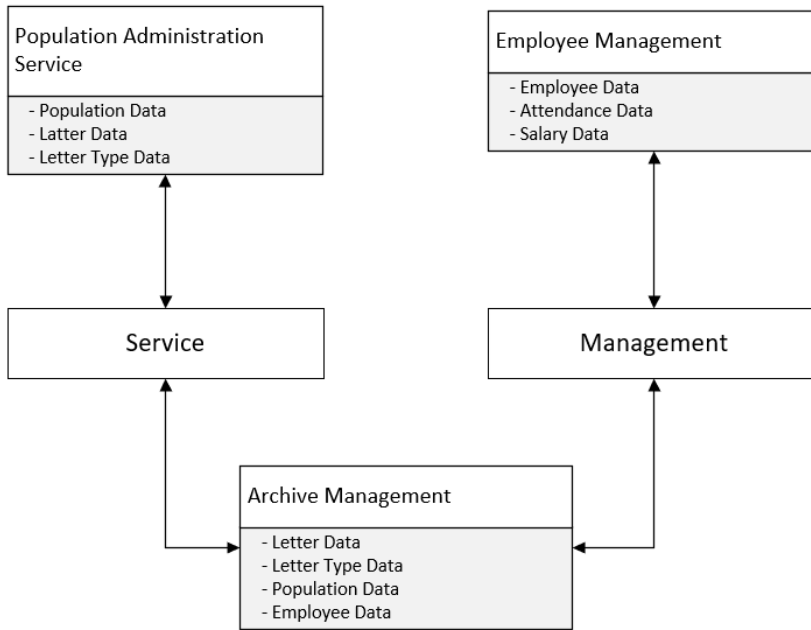 Population Administration
Service
- Population Data
- Latter Data
- Letter Type Data
Employee Management
- Employee Data
- Attendance Data
- Salary Data
Service
Management
Archive Management
- Letter Data
- Letter Type Data
- Population Data
- Employee Data